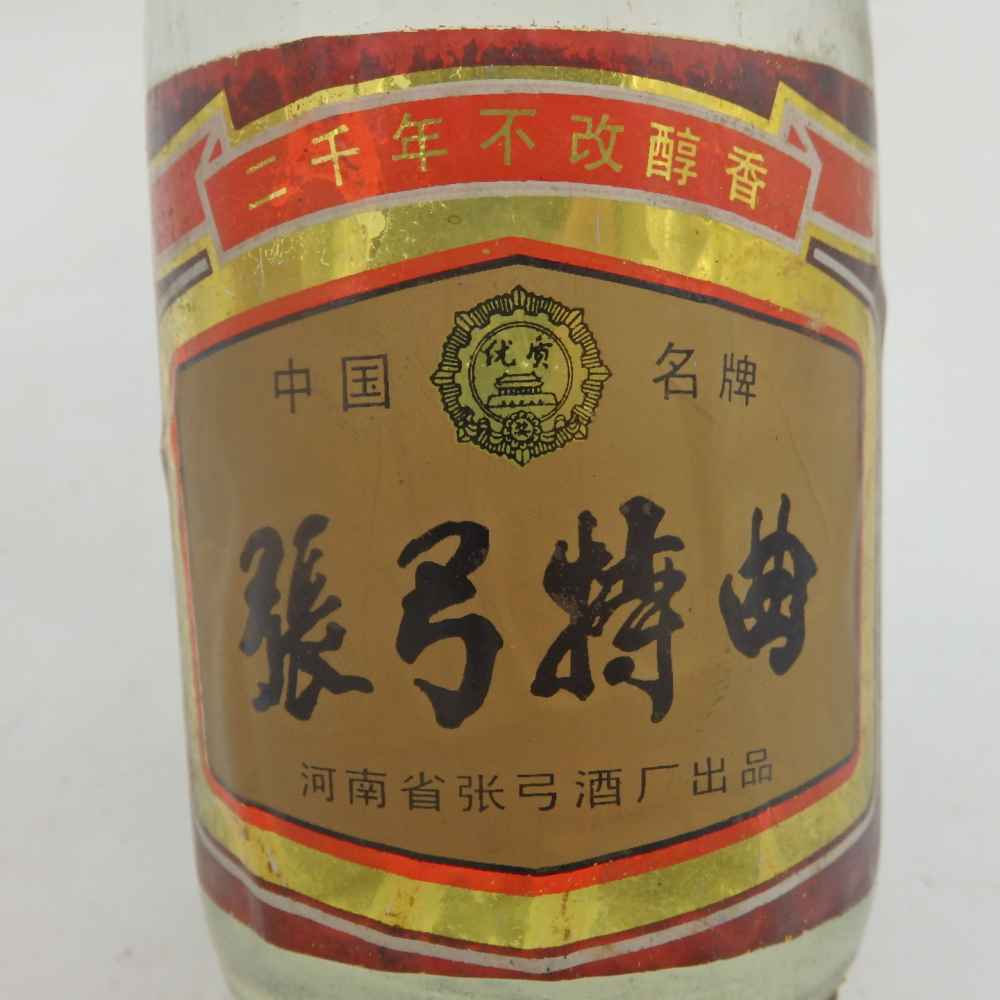 二千年不改醇香
中国 优质 名牌
奖
張弓特曲
河南省张弓酒厂出品